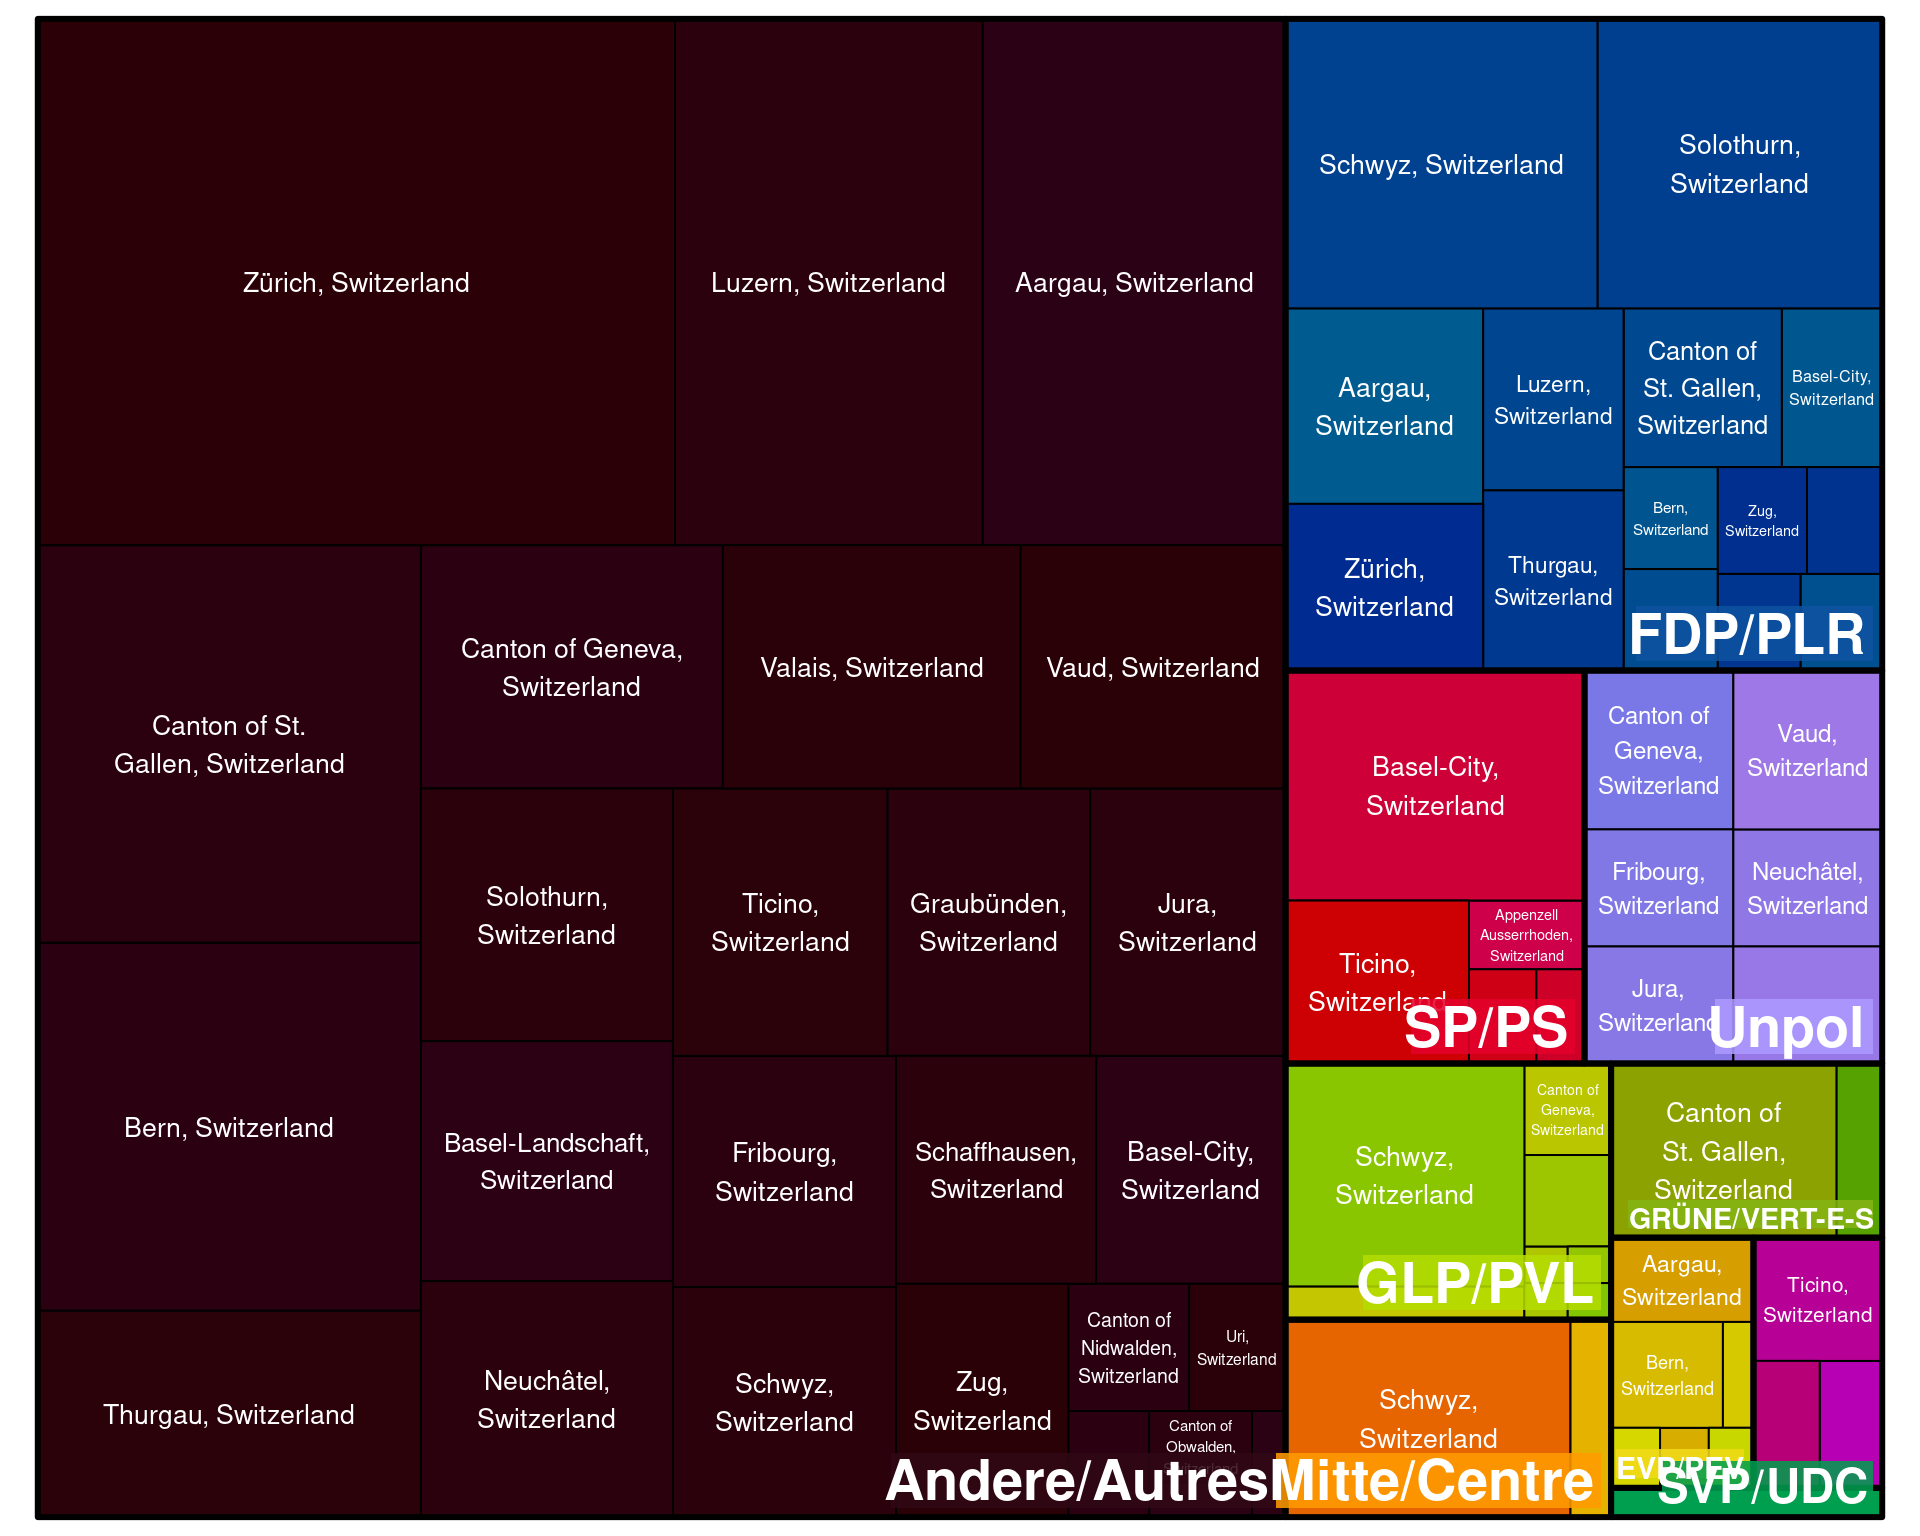 Zürich, Switzerland
Luzern, Switzerland
Aargau, Switzerland
Canton of St.
Gallen, Switzerland
Canton of Geneva,
Switzerland
Valais, Switzerland
Vaud, Switzerland
Solothurn,
Switzerland
Ticino,
Switzerland
Graubünden,
Switzerland
Jura,
Switzerland
Bern, Switzerland
Basel-Landschaft,
Switzerland
Fribourg,
Switzerland
Schaffhausen,
Switzerland
Basel-City,
Switzerland
Thurgau, Switzerland
Neuchâtel,
Switzerland
Schwyz,
Switzerland
Zug,
Switzerland
Canton of
Nidwalden,
Switzerland
Uri,
Switzerland
Canton of
Obwalden,
Switzerland
Andere/Autres
Schwyz, Switzerland
Solothurn,
Switzerland
Aargau,
Switzerland
Luzern,
Switzerland
Canton of
St. Gallen,
Switzerland
Basel-City,
Switzerland
Zürich,
Switzerland
Thurgau,
Switzerland
Bern,
Switzerland
Zug,
Switzerland
FDP/PLR
Basel-City,
Switzerland
Ticino,
Switzerland
Appenzell
Ausserrhoden,
Switzerland
SP/PS
Canton of
Geneva,
Switzerland
Vaud,
Switzerland
Fribourg,
Switzerland
Neuchâtel,
Switzerland
Jura,
Switzerland
Unpol
Schwyz,
Switzerland
Canton of
Geneva,
Switzerland
GLP/PVL
Canton of
St. Gallen,
Switzerland
GRÜNE/VERT-E-S
Schwyz,
Switzerland
Mitte/Centre
Aargau,
Switzerland
Bern,
Switzerland
EVP/PEV
Ticino,
Switzerland
SVP/UDC